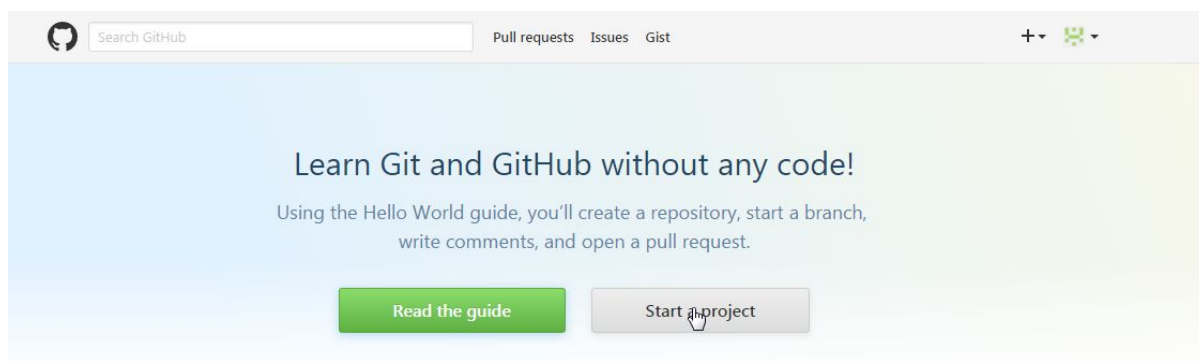 Search GitHub Pull requests Issues Gist
Learn Git and GitHub without any code!
Using the Hello World guide, you'll create a repository, start a branch,
write comments, and open a pull request.
Read the guide Start a project